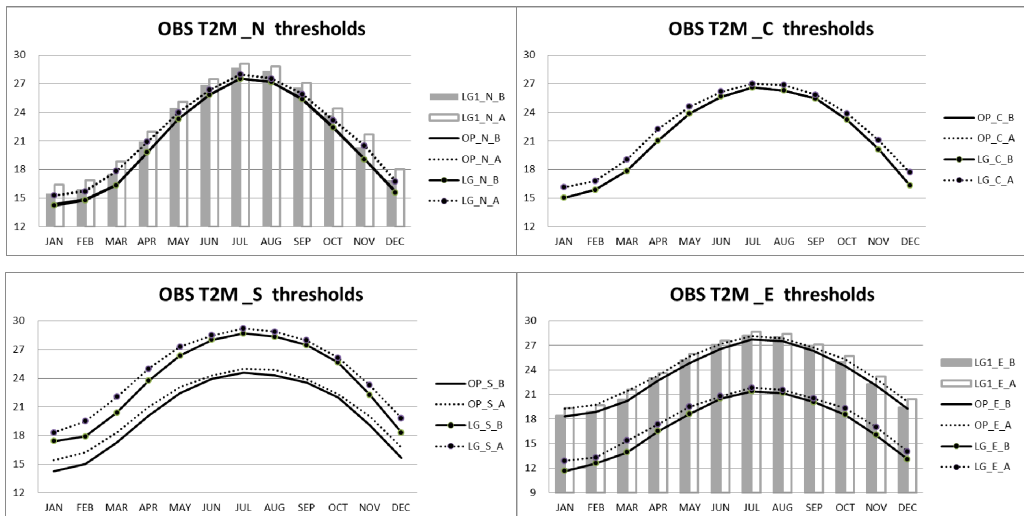 OBS T2M _N thresholds
30
27
24
21
18
15
12
JAN FEB MAR APR MAY JUN JUL AUG SEP OCT NOV DEC
LG1_N_B
LG1_N_A
OP_N_B
OP_N_A
LG_N_B
LG_N_A
OBS T2M _C thresholds
30
27
24
21
18
15
12
JAN FEB MAR APR MAY JUN JUL AUG SEP OCT NOV DEC
OP_C_B
OP_C_A
LG_C_B
LG_C_A
OBS T2M _S thresholds
30
27
24
21
18
15
12
JAN FEB MAR APR MAY JUN JUL AUG SEP OCT NOV DEC
OP_S_B
OP_S_A
LG_S_B
LG_S_A
OBS T2M _E thresholds
30
27
24
21
18
15
12
9
JAN FEB MAR APR MAY JUN JUL AUG SEP OCT NOV DEC
LG1_E_B
LG1_E_A
OP_E_B
OP_E_A
LG_E_B
LG_E_A